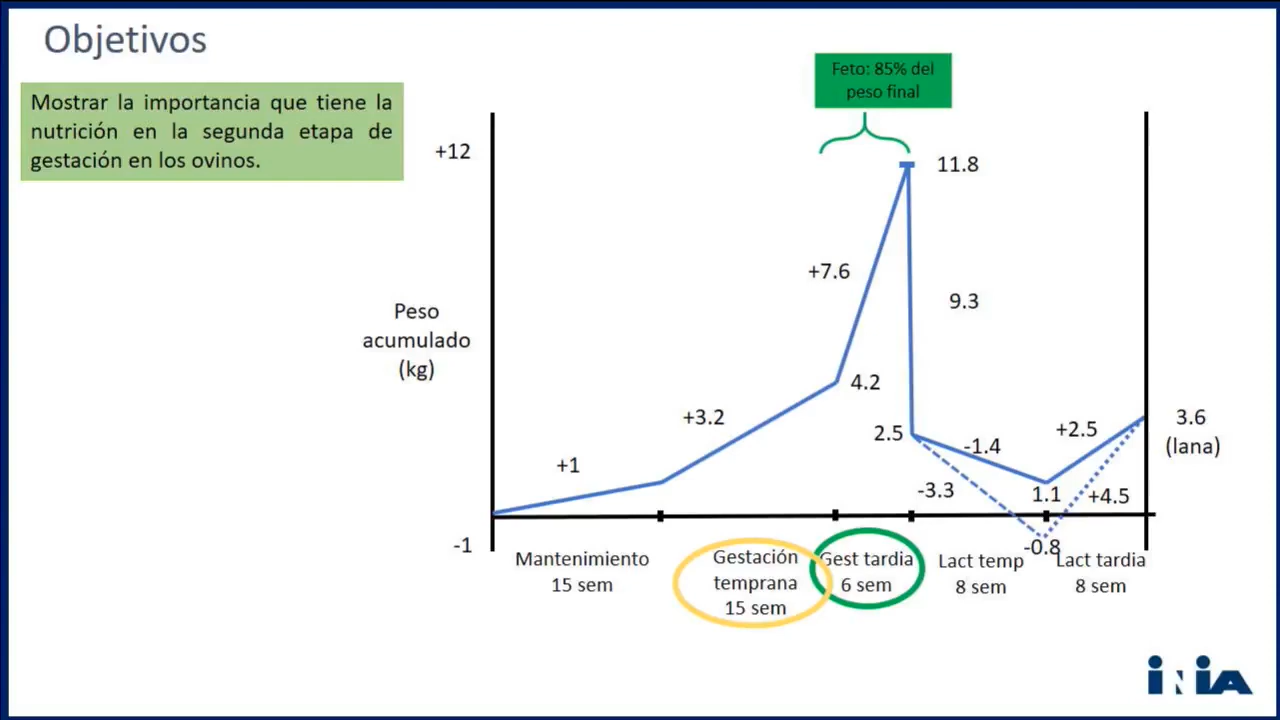 Objetivos
Mostrar la importancia que tiene la
nutrición en la segunda etapa de
gestación en los ovinos.
Feto: 85% del
peso final
+12
11.8
+7.6
9.3
Peso
acumulado
(kg)
4.2
+3.2
2.5
-1.4
+2.5
3.6
(lana)
+1
-3.3
1.1
+4.5
-1
-0.8
Mantenimiento
15 sem
Gestación
temprana
15 sem
Gest tardia
6 sem
Lact temp
8 sem
Lact tardia
8 sem
iNiA